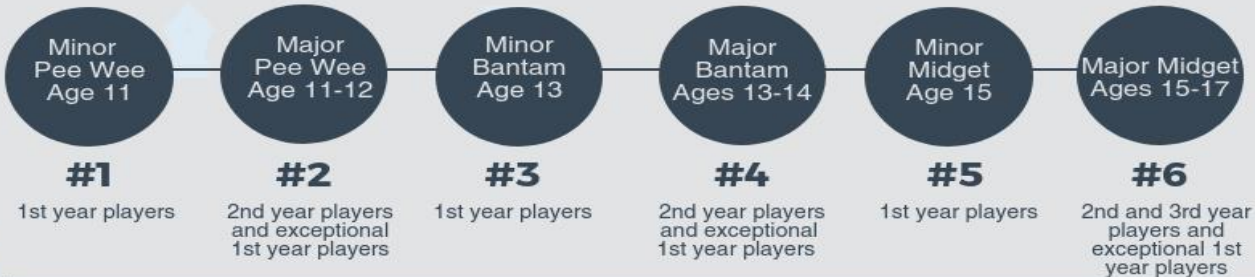 Minor
Pee Wee
Age 11
Major
Pee Wee
Age 11-12
Minor
Bantam
Age 13
Major
Bantam
Ages 13-14
Minor
Midget
Age 15
Major Midget
Ages 15-17
#1
1st year players
#2
2nd year players
and exceptional
1st year players
#3
1st year players
#4
2nd year players
and exceptional
1st year players
#5
1st year players
#6
2nd and 3rd year
players and
exceptional 1st
year players